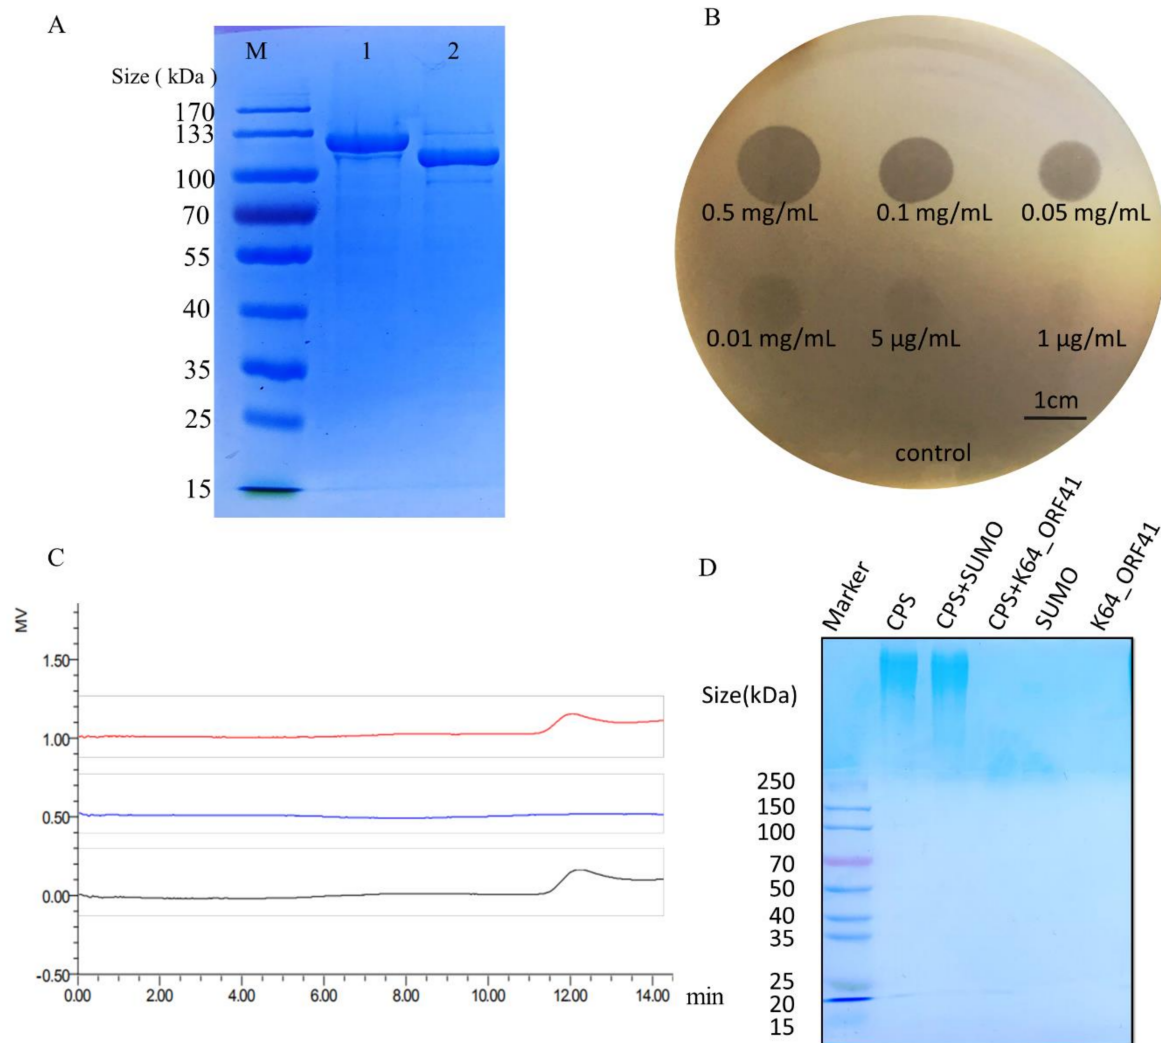 A
M 1 2
Size ( kDa )
170
133
100
70
55
40
35
25
15
B
0.5 mg/mL 0.1 mg/mL 0.05 mg/mL
0.01 mg/mL 5 µg/mL 1 µg/mL
1cm
control
C
MV
1.50
1.00
0.50
0.00
-0.50
0.00 2.00 4.00 6.00 8.00 10.00 12.00 14.00 min
D
Marker
CPS
CPS+SUMO
CPS+K64_ORF41
SUMO
K64_ORF41
Size(kDa)
250
150
100
70
50
40
35
25
20
15